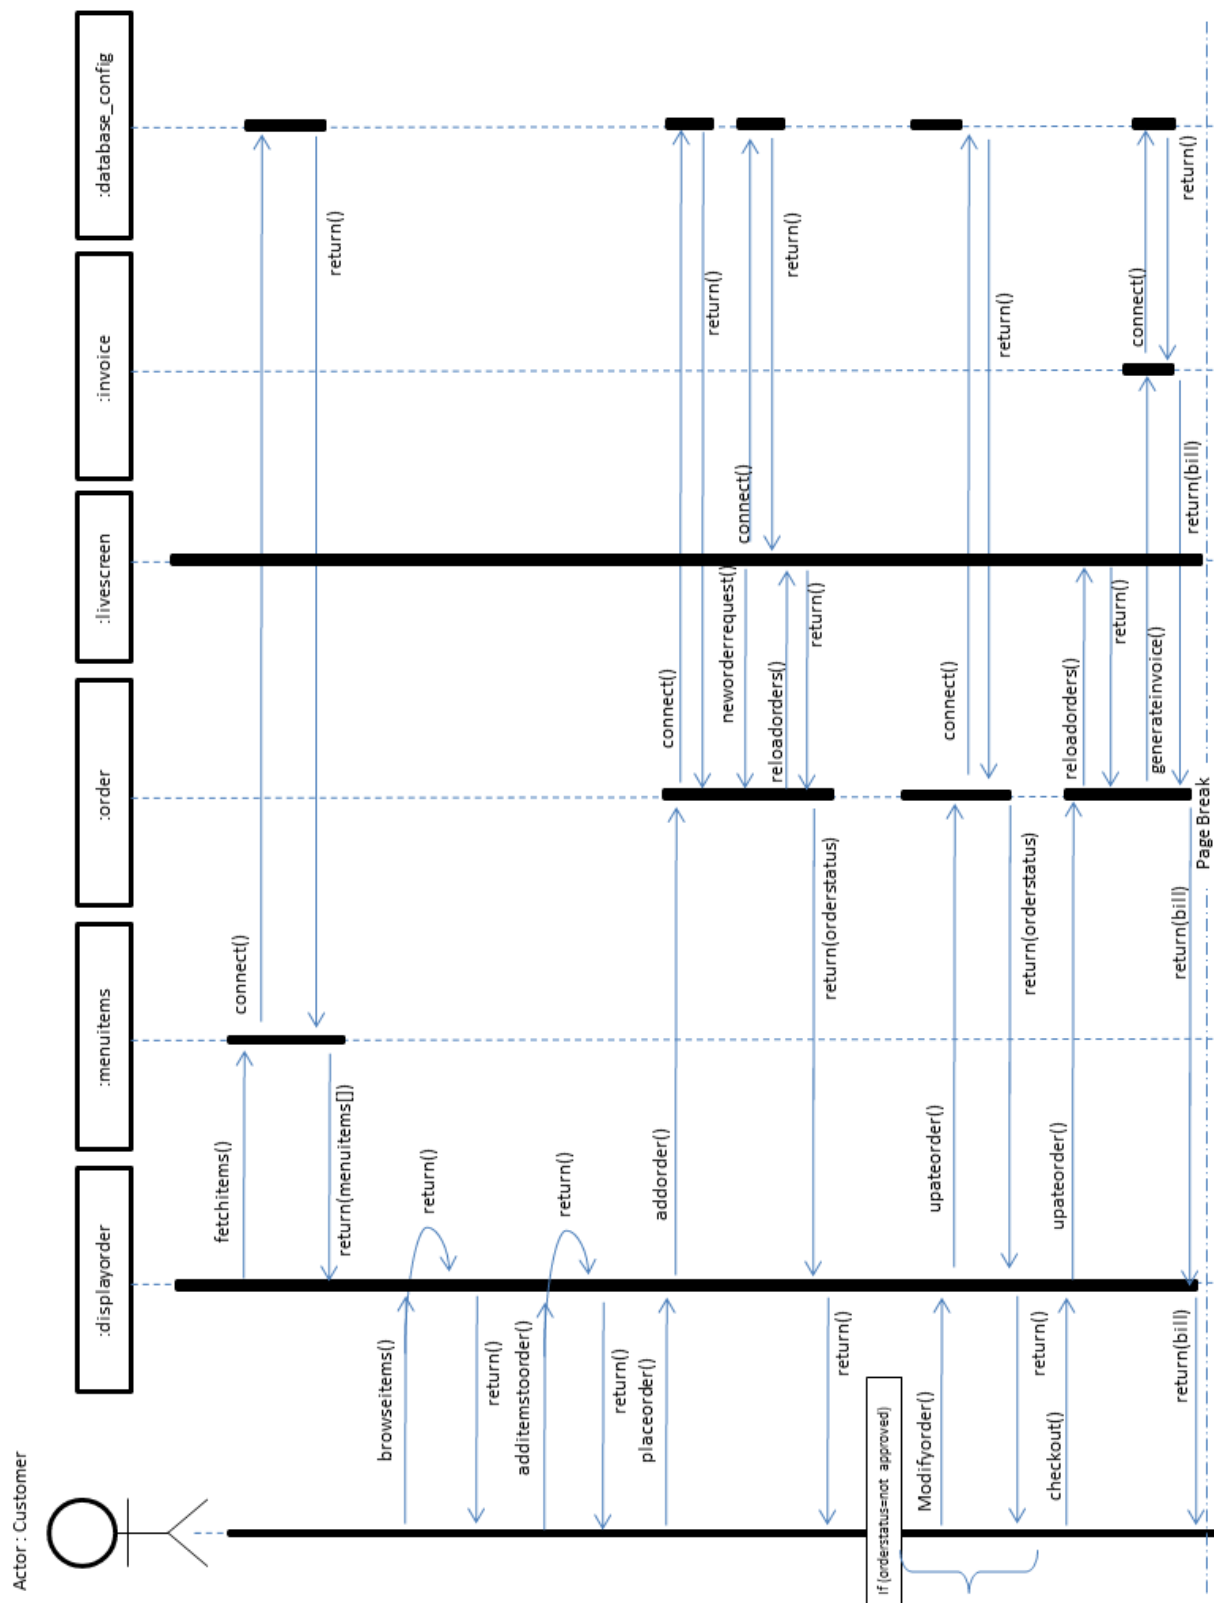 Actor : Customer
:displayorder
:menuitems
:order
:livescreen
:invoice
:database_config
fetchitems()
connect()
return()
return(menuitems[])
browseitems()
return()
return()
additemstoorder()
return()
return()
placeorder()
addorder()
connect()
return()
neworderrequest()
connect()
return()
reloadorders()
return()
return(orderstatus)
return()
If (orderstatus=not approved)
Modifyorder()
upateorder()
connect()
return()
return(orderstatus)
return()
checkout()
upateorder()
reloadorders()
return()
generateinvoice()
connect()
return()
return(bill)
return(bill)
return(bill)
Page Break